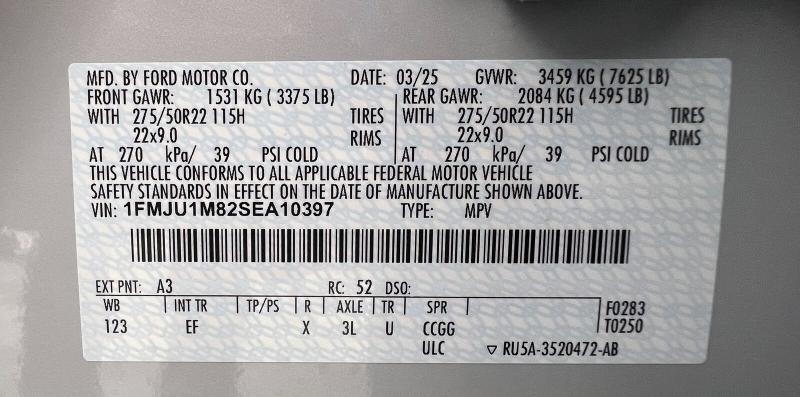 MFD. BY FORD MOTOR CO. DATE: 03/25 GVWR: 3459 KG ( 7625 LB)
FRONT GAWR: 1531 KG ( 3375 LB) REAR GAWR: 2084 KG ( 4595 LB)
WITH 275/50R22 115H TIRES WITH 275/50R22 115H TIRES
22x9.0 RIMS 22x9.0 RIMS
AT 270 kPa/ 39 PSI COLD AT 270 kPa/ 39 PSI COLD
THIS VEHICLE CONFORMS TO ALL APPLICABLE FEDERAL MOTOR VEHICLE
SAFETY STANDARDS IN EFFECT ON THE DATE OF MANUFACTURE SHOWN ABOVE.
VIN: 1FMJU1M82SEA10397 TYPE: MPV
EXT PNT: A3 RC: 52 DSO:
WB INT TR TP/PS R AXLE TR SPR F0283
123 EF X 3L U CCGG T0250
ULC ▽ RU5A-3520472-AB